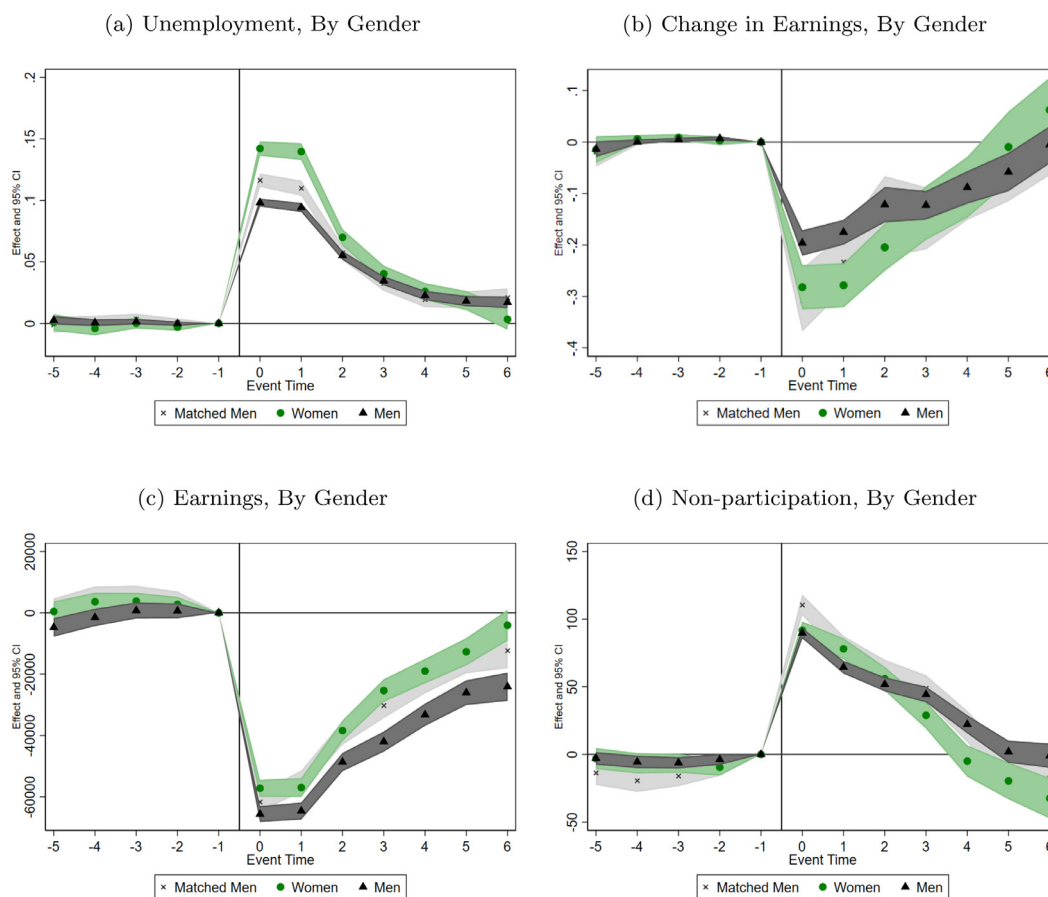 (a) Unemployment, By Gender
Effect and 95% CI
.2
.15
.1
.05
0
-5 -4 -3 -2 -1 0 1 2 3 4 5 6
Event Time
× Matched Men ● Women ▲ Men
(b) Change in Earnings, By Gender
Effect and 95% CI
.1
0
-.1
-.2
-.3
-.4
-5 -4 -3 -2 -1 0 1 2 3 4 5 6
Event Time
× Matched Men ● Women ▲ Men
(c) Earnings, By Gender
Effect and 95% CI
20000
0
-20000
-40000
-60000
-5 -4 -3 -2 -1 0 1 2 3 4 5 6
Event Time
× Matched Men ● Women ▲ Men
(d) Non-participation, By Gender
Effect and 95% CI
150
100
50
0
-50
-5 -4 -3 -2 -1 0 1 2 3 4 5 6
Event Time
× Matched Men ● Women ▲ Men